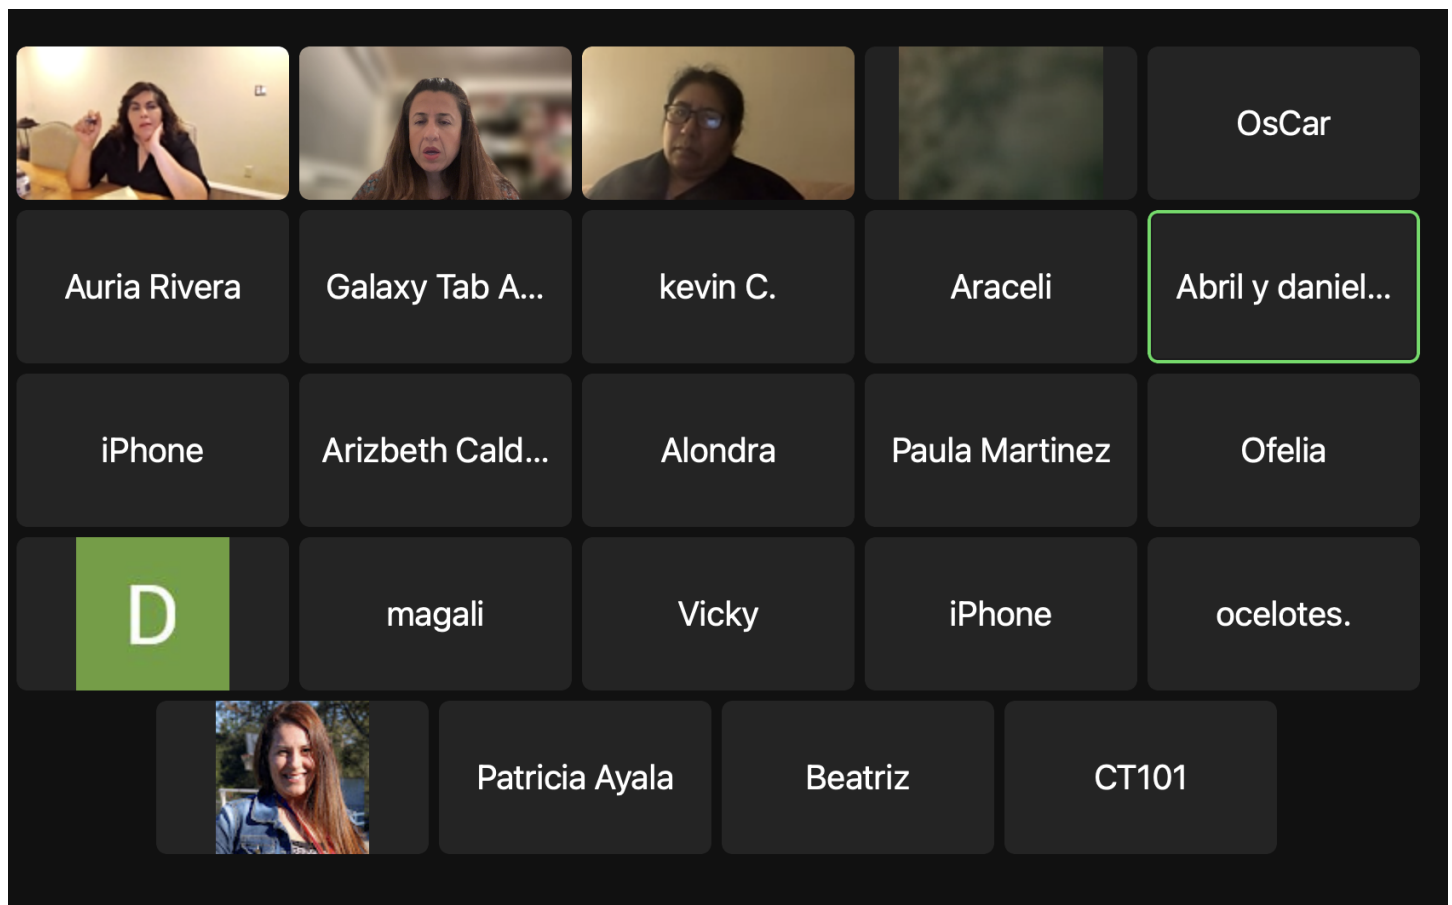 OsCar
Auria Rivera
Galaxy Tab A...
kevin C.
Araceli
Abril y daniel...
iPhone
Arizbeth Cald...
Alondra
Paula Martinez
Ofelia
D
magali
Vicky
iPhone
ocelotes.
Patricia Ayala
Beatriz
CT101